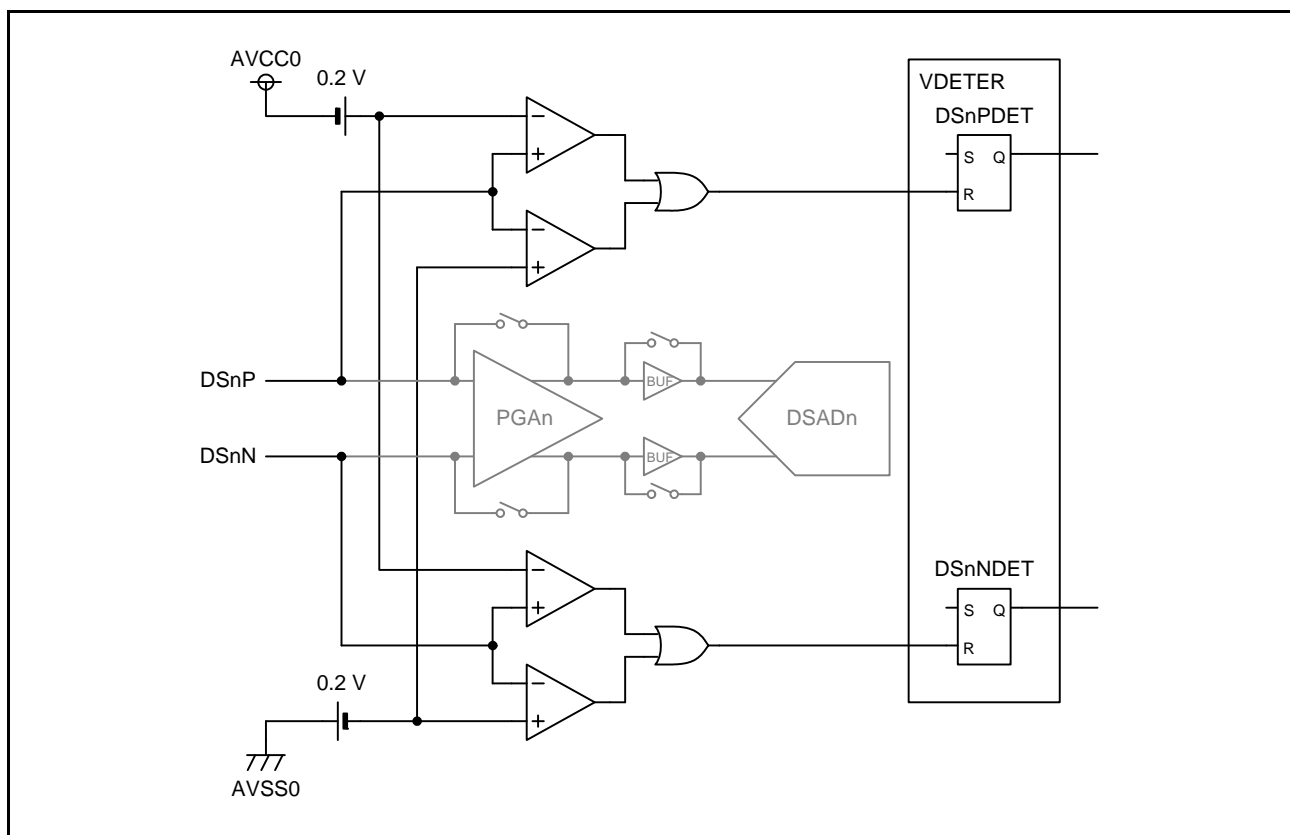 AVCC0
0.2 V
VDETER
DSnPDET
−
+
S Q
R
−
+
DSnP
BUF
PGAn
DSADn
DSnN
BUF
−
+
DSnNDET
S Q
R
−
+
0.2 V
AVSS0